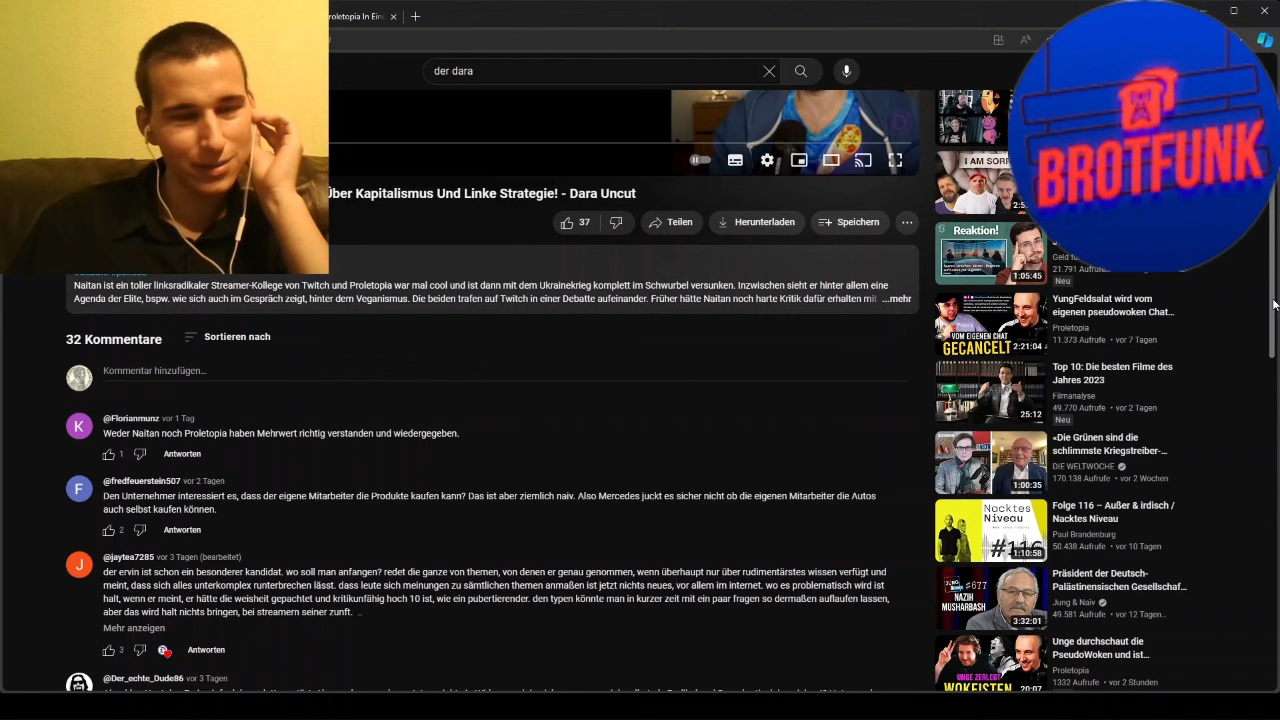 roletopia In Ein
der dara
BROTFUNK
Über Kapitalismus Und Linke Strategie! - Dara Uncut
37
Teilen
Herunterladen
Speichern
Naitan ist ein toller linksradikaler Streamer-Kollege von Twitch und Proletopia war mal cool und ist dann mit dem Ukrainekrieg komplett im Schwurbel versunken. Inzwischen sieht er hinter allem eine
Agenda der Elite, bspw. wie sich auch im Gespräch zeigt, hinter dem Veganismus. Die beiden trafen auf Twitch in einer Debatte aufeinander. Früher hätte Naitan noch harte Kritik dafür erhalten mit ...mehr
32 Kommentare
Sortieren nach
Kommentar hinzufügen...
K
@Florianmunz vor 1 Tag
Weder Naitan noch Proletopia haben Mehrwert richtig verstanden und wiedergegeben.
1
Antworten
F
@fredfeuerstein507 vor 2 Tagen
Den Unternehmer interessiert es, dass der eigene Mitarbeiter die Produkte kaufen kann? Das ist aber ziemlich naiv. Also Mercedes juckt es sicher nicht ob die eigenen Mitarbeiter die Autos
auch selbst kaufen können.
2
Antworten
J
@jaytea7285 vor 3 Tagen (bearbeitet)
der ervin ist schon ein besonderer kandidat. wo soll man anfangen? redet die ganze von themen, von denen er genau genommen, wenn überhaupt nur über rudimentärstes wissen verfügt und
meint, dass sich alles unterkomplex runterbrechen lässt. dass leute sich meinungen zu sämtlichen themen anmaßen ist jetzt nichts neues, vor allem im internet. wo es problematisch wird ist
halt, wenn er meint, er hätte die weisheit gepachtet und kritikunfähig hoch 10 ist, wie ein pubertierender. den typen könnte man in kurzer zeit mit ein paar fragen so dermaßen auflaufen lassen,
aber das wird halt nichts bringen, bei streamern seiner zunft.
Mehr anzeigen
3
Antworten
@Der_echte_Dude86 vor 3 Tagen
I AM SORR
Reaktion!
1:05:45
21.791 Aufrufe
Neu
VOM EIGENEN CHAT
GECANCELT
2:21:04
YungFeldsalat wird vom
eigenen pseudowoken Chat...
Proletopia
11.373 Aufrufe • vor 7 Tagen
25:12
Top 10: Die besten Filme des
Jahres 2023
Filmanalyse
49.770 Aufrufe • vor 2 Tagen
Neu
1:00:35
«Die Grünen sind die
schlimmste Kriegstreiber-...
DIE WELTWOCHE
170.138 Aufrufe • vor 2 Wochen
Nacktes
Niveau
1:10:58
Folge 116 – Außer & irdisch /
Nacktes Niveau
Paul Brandenburg
50.438 Aufrufe • vor 10 Tagen
#677
NAZIH
MUSHARBASH
3:32:01
Präsident der Deutsch-
Palästinensischen Gesellschaf...
Jung & Naiv
49.581 Aufrufe • vor 12 Tagen
UNGE ZERLEGT
WOKEISTEN
20:07
Unge durchschaut die
PseudoWoken und ist...
Proletopia
1332 Aufrufe • vor 2 Stunden